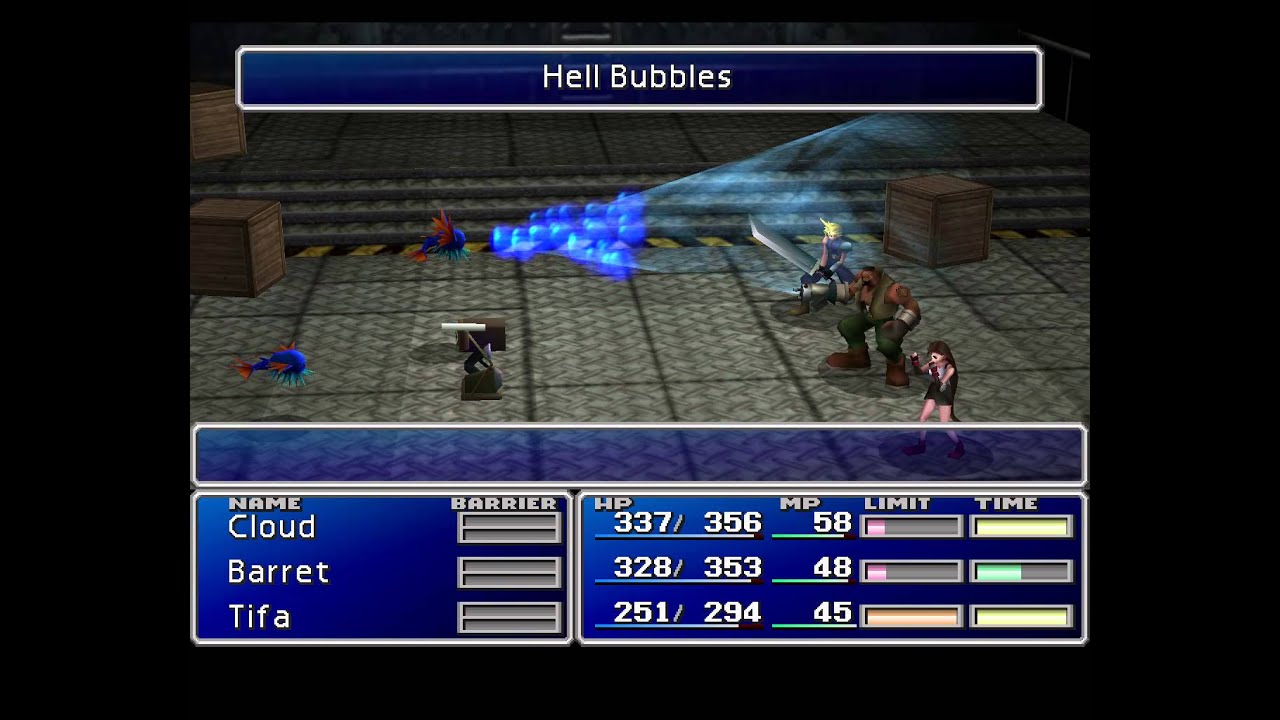 Hell Bubbles
NAME BARRIER HP MP LIMIT TIME
Cloud 337/ 356 58
Barret 328/ 353 48
Tifa 251/ 294 45